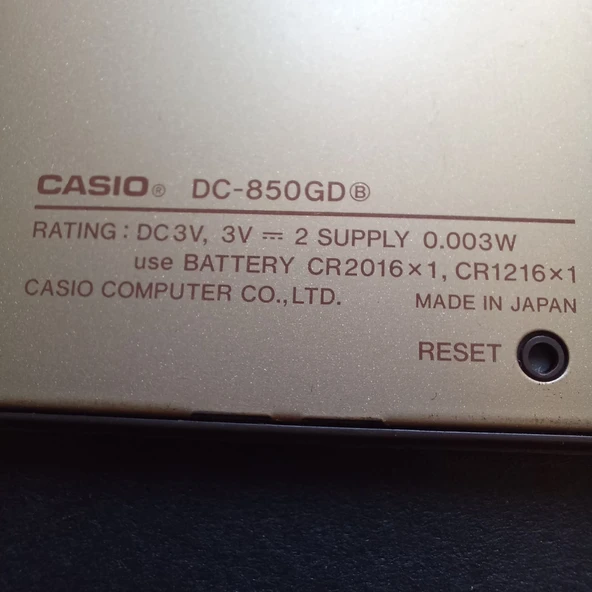 CASIO® DC-850GDⒷ
RATING: DC3V, 3V ⎓ 2 SUPPLY 0.003W
use BATTERY CR2016×1, CR1216×1
CASIO COMPUTER CO.,LTD. MADE IN JAPAN
RESET